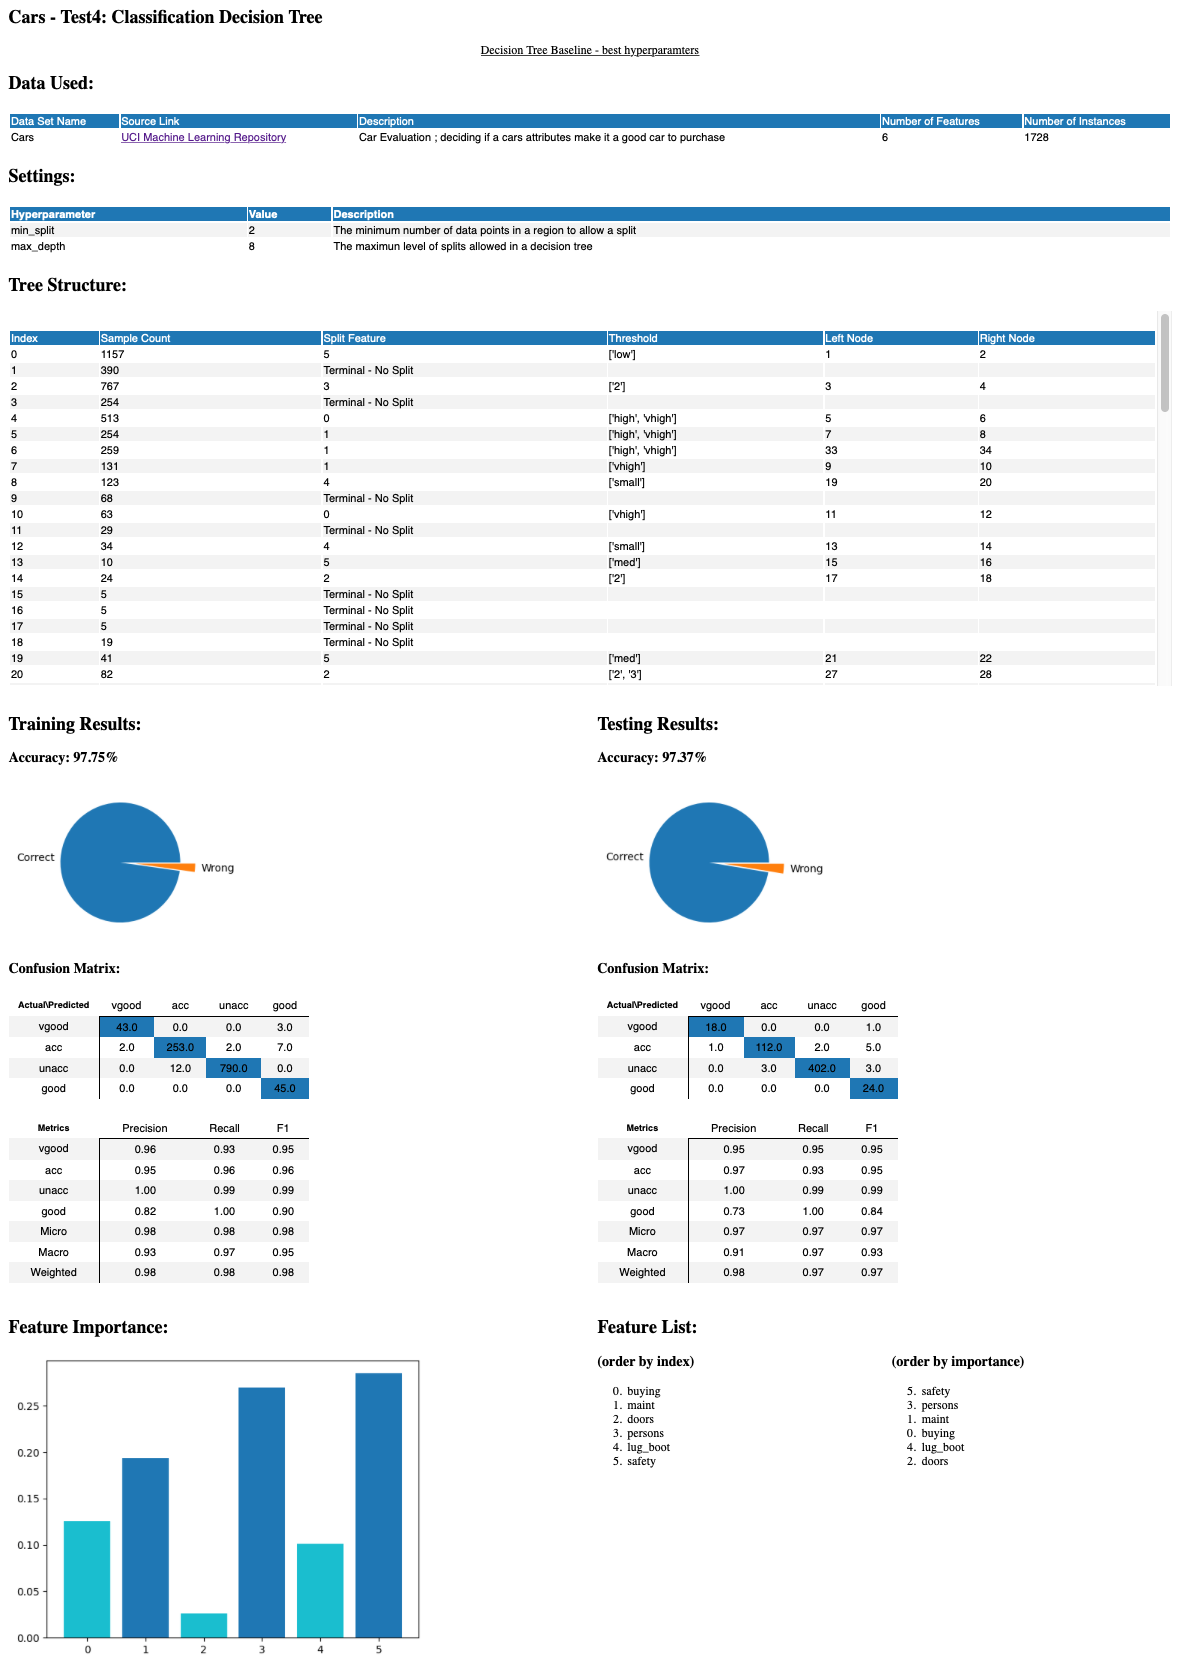 Cars - Test4: Classification Decision Tree
Decision Tree Baseline - best hyperparamters
Data Used:
Data Set Name Source Link Description Number of Features Number of Instances
Cars UCI Machine Learning Repository Car Evaluation ; deciding if a cars attributes make it a good car to purchase 6 1728
Settings:
Hyperparameter Value Description
min_split 2 The minimum number of data points in a region to allow a split
max_depth 8 The maximun level of splits allowed in a decision tree
Tree Structure:
Index Sample Count Split Feature Threshold Left Node Right Node
0 1157 5 ['low'] 1 2
1 390 Terminal - No Split
2 767 3 ['2'] 3 4
3 254 Terminal - No Split
4 513 0 ['high', 'vhigh'] 5 6
5 254 1 ['high', 'vhigh'] 7 8
6 259 1 ['high', 'vhigh'] 33 34
7 131 1 ['vhigh'] 9 10
8 123 4 ['small'] 19 20
9 68 Terminal - No Split
10 63 0 ['vhigh'] 11 12
11 29 Terminal - No Split
12 34 4 ['small'] 13 14
13 10 5 ['med'] 15 16
14 24 2 ['2'] 17 18
15 5 Terminal - No Split
16 5 Terminal - No Split
17 5 Terminal - No Split
18 19 Terminal - No Split
19 41 5 ['med'] 21 22
20 82 2 ['2', '3'] 27 28
Training Results:
Accuracy: 97.75%
Correct
Wrong
Confusion Matrix:
Actual\Predicted vgood acc unacc good
vgood 43.0 0.0 0.0 3.0
acc 2.0 253.0 2.0 7.0
unacc 0.0 12.0 790.0 0.0
good 0.0 0.0 0.0 45.0
Metrics Precision Recall F1
vgood 0.96 0.93 0.95
acc 0.95 0.96 0.96
unacc 1.00 0.99 0.99
good 0.82 1.00 0.90
Micro 0.98 0.98 0.98
Macro 0.93 0.97 0.95
Weighted 0.98 0.98 0.98
Testing Results:
Accuracy: 97.37%
Correct
Wrong
Confusion Matrix:
Actual\Predicted vgood acc unacc good
vgood 18.0 0.0 0.0 1.0
acc 1.0 112.0 2.0 5.0
unacc 0.0 3.0 402.0 3.0
good 0.0 0.0 0.0 24.0
Metrics Precision Recall F1
vgood 0.95 0.95 0.95
acc 0.97 0.93 0.95
unacc 1.00 0.99 0.99
good 0.73 1.00 0.84
Micro 0.97 0.97 0.97
Macro 0.91 0.97 0.93
Weighted 0.98 0.97 0.97
Feature Importance:
0.25
0.20
0.15
0.10
0.05
0.00
0 1 2 3 4 5
Feature List:
(order by index)
0. buying
1. maint
2. doors
3. persons
4. lug_boot
5. safety
(order by importance)
5. safety
3. persons
1. maint
0. buying
4. lug_boot
2. doors